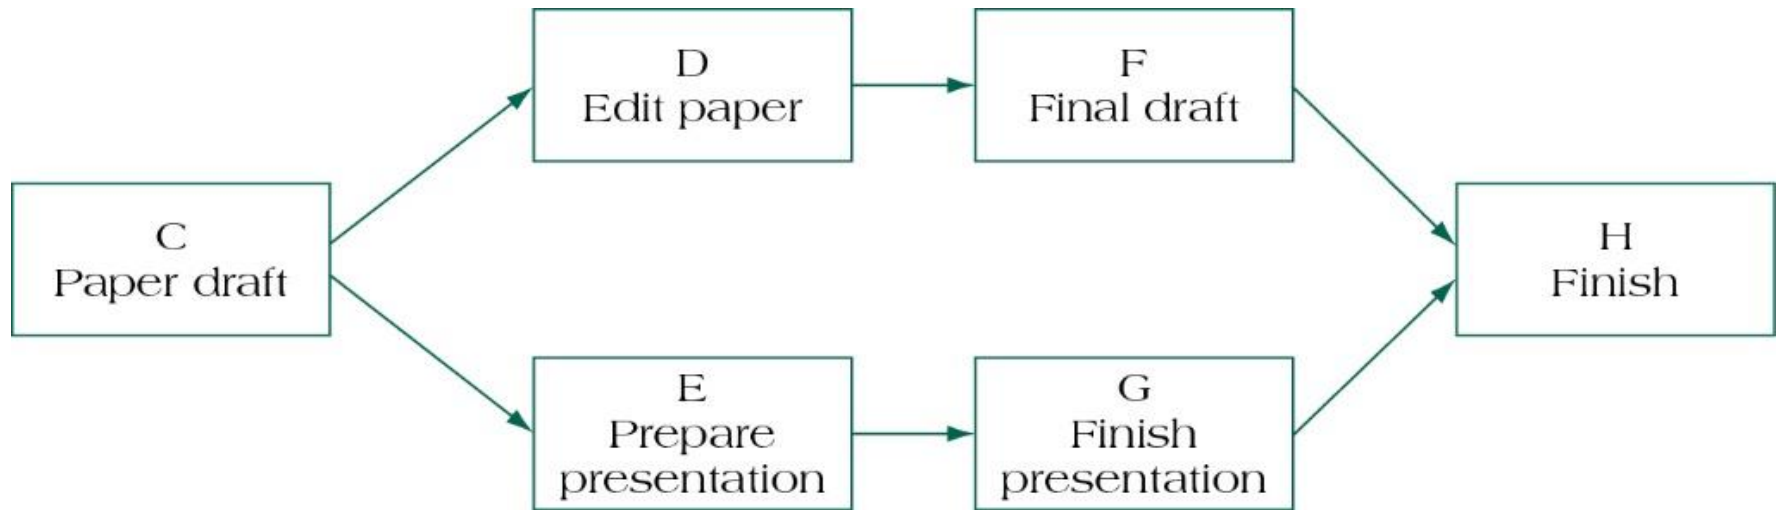 C
Paper draft
D
Edit paper
F
Final draft
E
Prepare
presentation
G
Finish
presentation
H
Finish